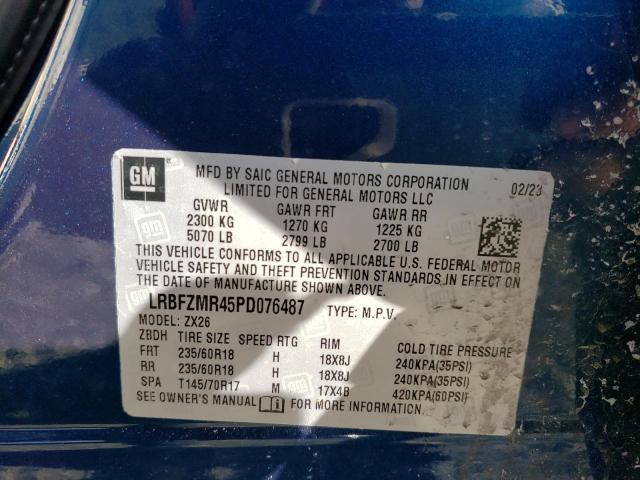 GM
MFD BY SAIC GENERAL MOTORS CORPORATION 02/23
LIMITED FOR GENERAL MOTORS LLC
GVWR GAWR FRT GAWR RR
2300 KG 1270 KG 1225 KG
5070 LB 2799 LB 2700 LB
THIS VEHICLE CONFORMS TO ALL APPLICABLE U.S. FEDERAL MOTOR
VEHICLE SAFETY AND THEFT PREVENTION STANDARDS IN EFFECT ON
THE DATE OF MANUFACTURE SHOWN ABOVE.
LRBFZMR45PD076487 TYPE: M.P.V.
MODEL: ZX26
ZBDH TIRE SIZE SPEED RTG RIM COLD TIRE PRESSURE
FRT 235/60R18 H 18X8J 240KPA(35PSI)
RR 235/60R18 H 18X8J 240KPA(35PSI)
SPA T145/70R17 M 17X4B 420KPA(60PSI)
SEE OWNER'S MANUAL FOR MORE INFORMATION.